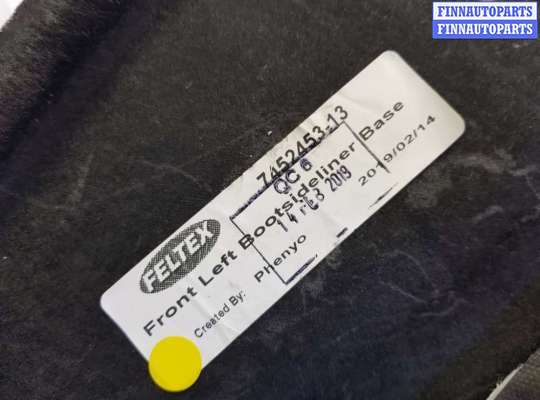 FINNAUTOPARTS
FINNAUTOPARTS
7452453-13
QC 6
14 FEB 2019
FELTEX
Front Left Bootsideliner Base
Created By: Phenyo 2019/02/14